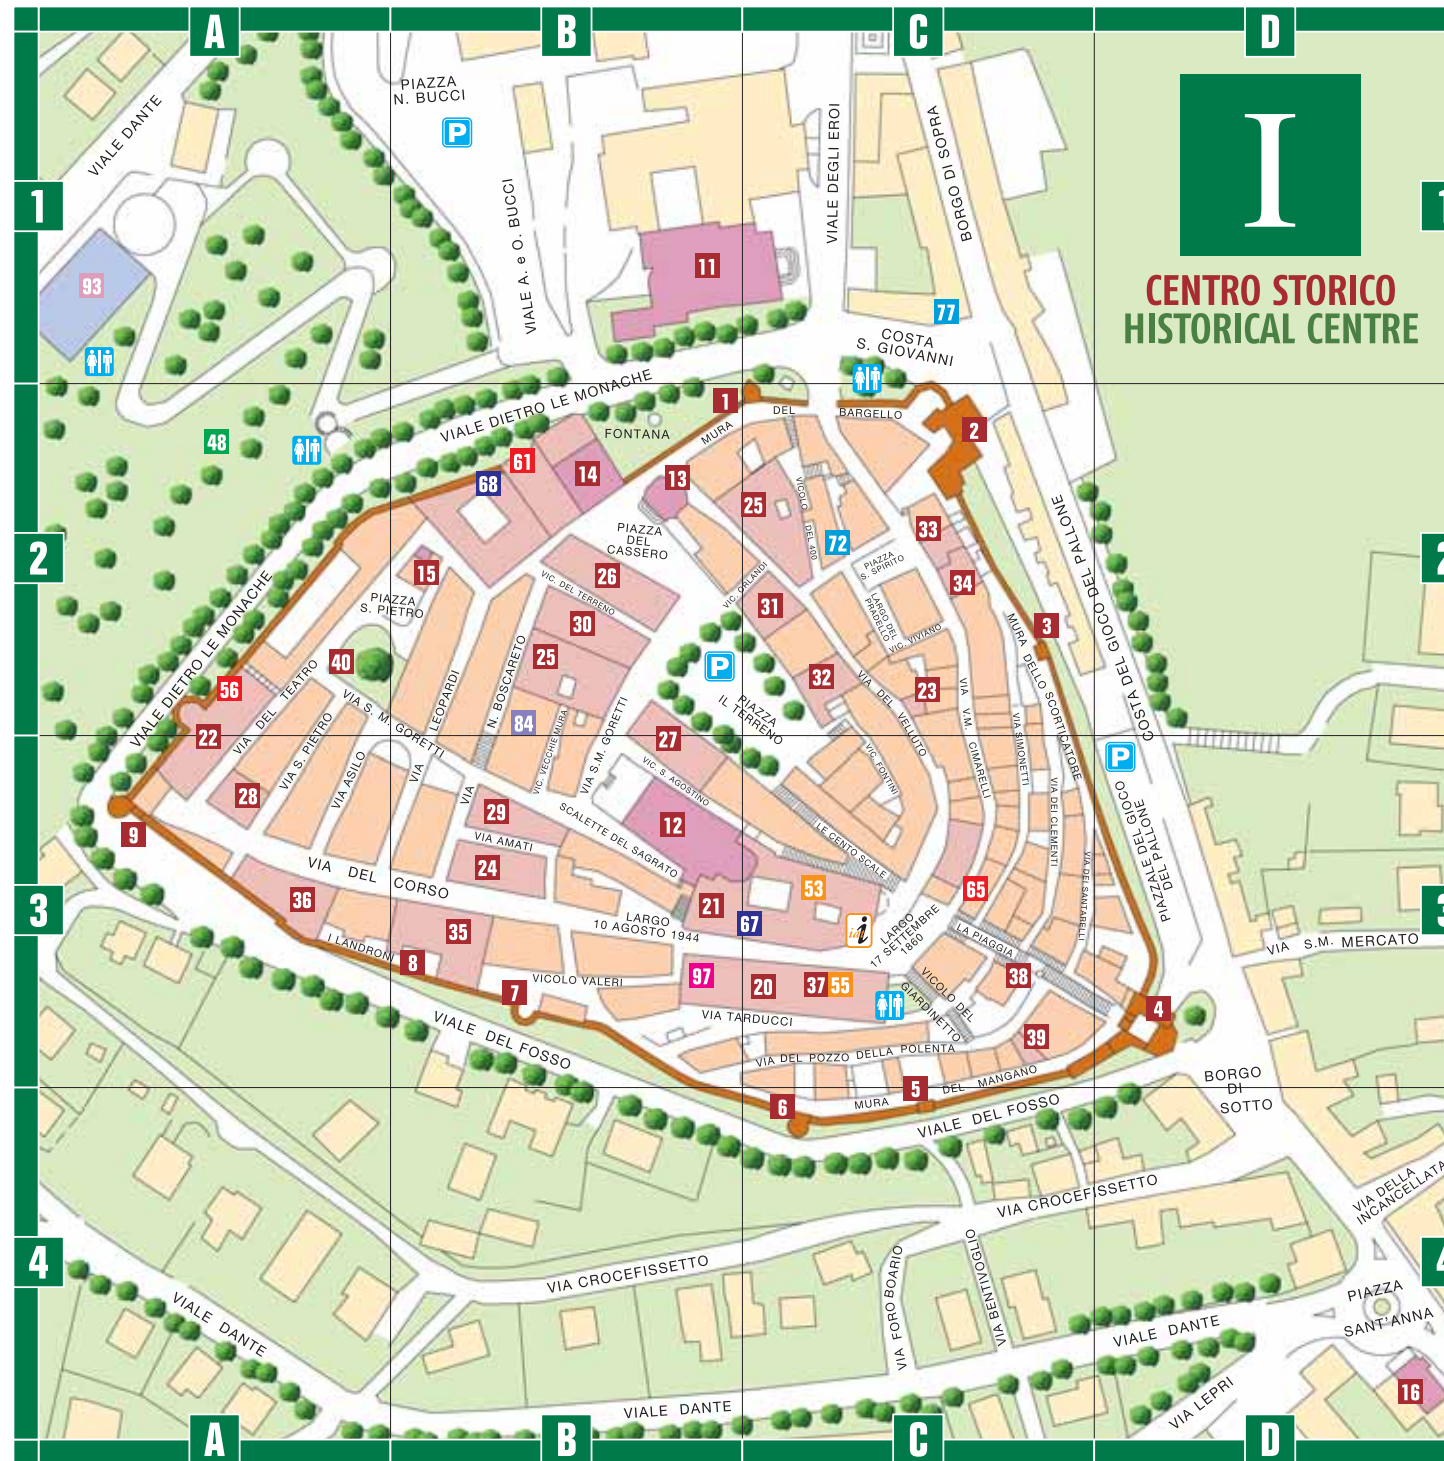 A
B
C
D
I
CENTRO STORICO
HISTORICAL CENTRE
1
1
PIAZZA
N. BUCCI
P
VIALE DANTE
VIALE A. e O. BUCCI
VIALE DEGLI EROI
BORGO DI SOPRA
11
93
77
COSTA
S. GIOVANNI
VIALE DIETRO LE MONACHE
FONTANA
1
MURA
DEL
BARGELLO
2
48
61
68
14
13
25
VICOLO
DEL 400
72
33
34
PIAZZA
S. SPIRITO
2
2
PIAZZA
DEL
CASSERO
15
26
VIC. DEL TERRENO
VIC. ORLANDI
31
LARGO DEL
PRADELLO
VIC. VIVIANO
3
COSTA DEL GIOCO DEL PALLONE
MURA DELLO SCORTICATORE
PIAZZA
S. PIETRO
30
25
P
40
32
23
VIALE DIETRO LE MONACHE
56
VIA DEL TEATRO
VIA S. M. GORETTI
VIA LEOPARDI
VIA N. BOSCARETO
84
VIC. VECCHIE MURA
VIA S.M. GORETTI
PIAZZA
IL TERRENO
VIA DEL VELLUTO
VIA V.M. CIMARELLI
VIA SIMONETTI
22
27
VIC. FONTINI
P
28
VIA S. PIETRO
VIA ASILO
29
VIC. S. AGOSTINO
12
LE CENTO SCALE
VIA DEI CLEMENTI
PIAZZALE DEL GIOCO
DEL PALLONE
9
VIA AMATI
SCALETTE DEL SAGRATO
24
VIA DEI SANTARELLI
VIA DEL CORSO
53
65
3
3
36
21
67
LARGO
10 AGOSTO 1944
iat
LARGO
17 SETTEMBRE
1860
LA PIAGGIA
VIA S.M. MERCATO
35
I LANDRONI
8
VICOLO VALERI
97
20
37
55
VICOLO DEL
GIARDINETTO
38
7
VIA TARDUCCI
4
VIALE DEL FOSSO
VIA DEL POZZO DELLA POLENTA
39
BORGO
DI
SOTTO
6
MURA
5
DEL MANGANO
VIALE DEL FOSSO
VIA CROCEFISSETTO
VIA DELLA
INCANCELLATA
4
4
VIA CROCEFISSETTO
VIA FORO BOARIO
VIA BENTIVOGLIO
PIAZZA
SANT'ANNA
VIALE DANTE
VIALE DANTE
VIALE DANTE
VIA LEPRI
16
A
B
C
D